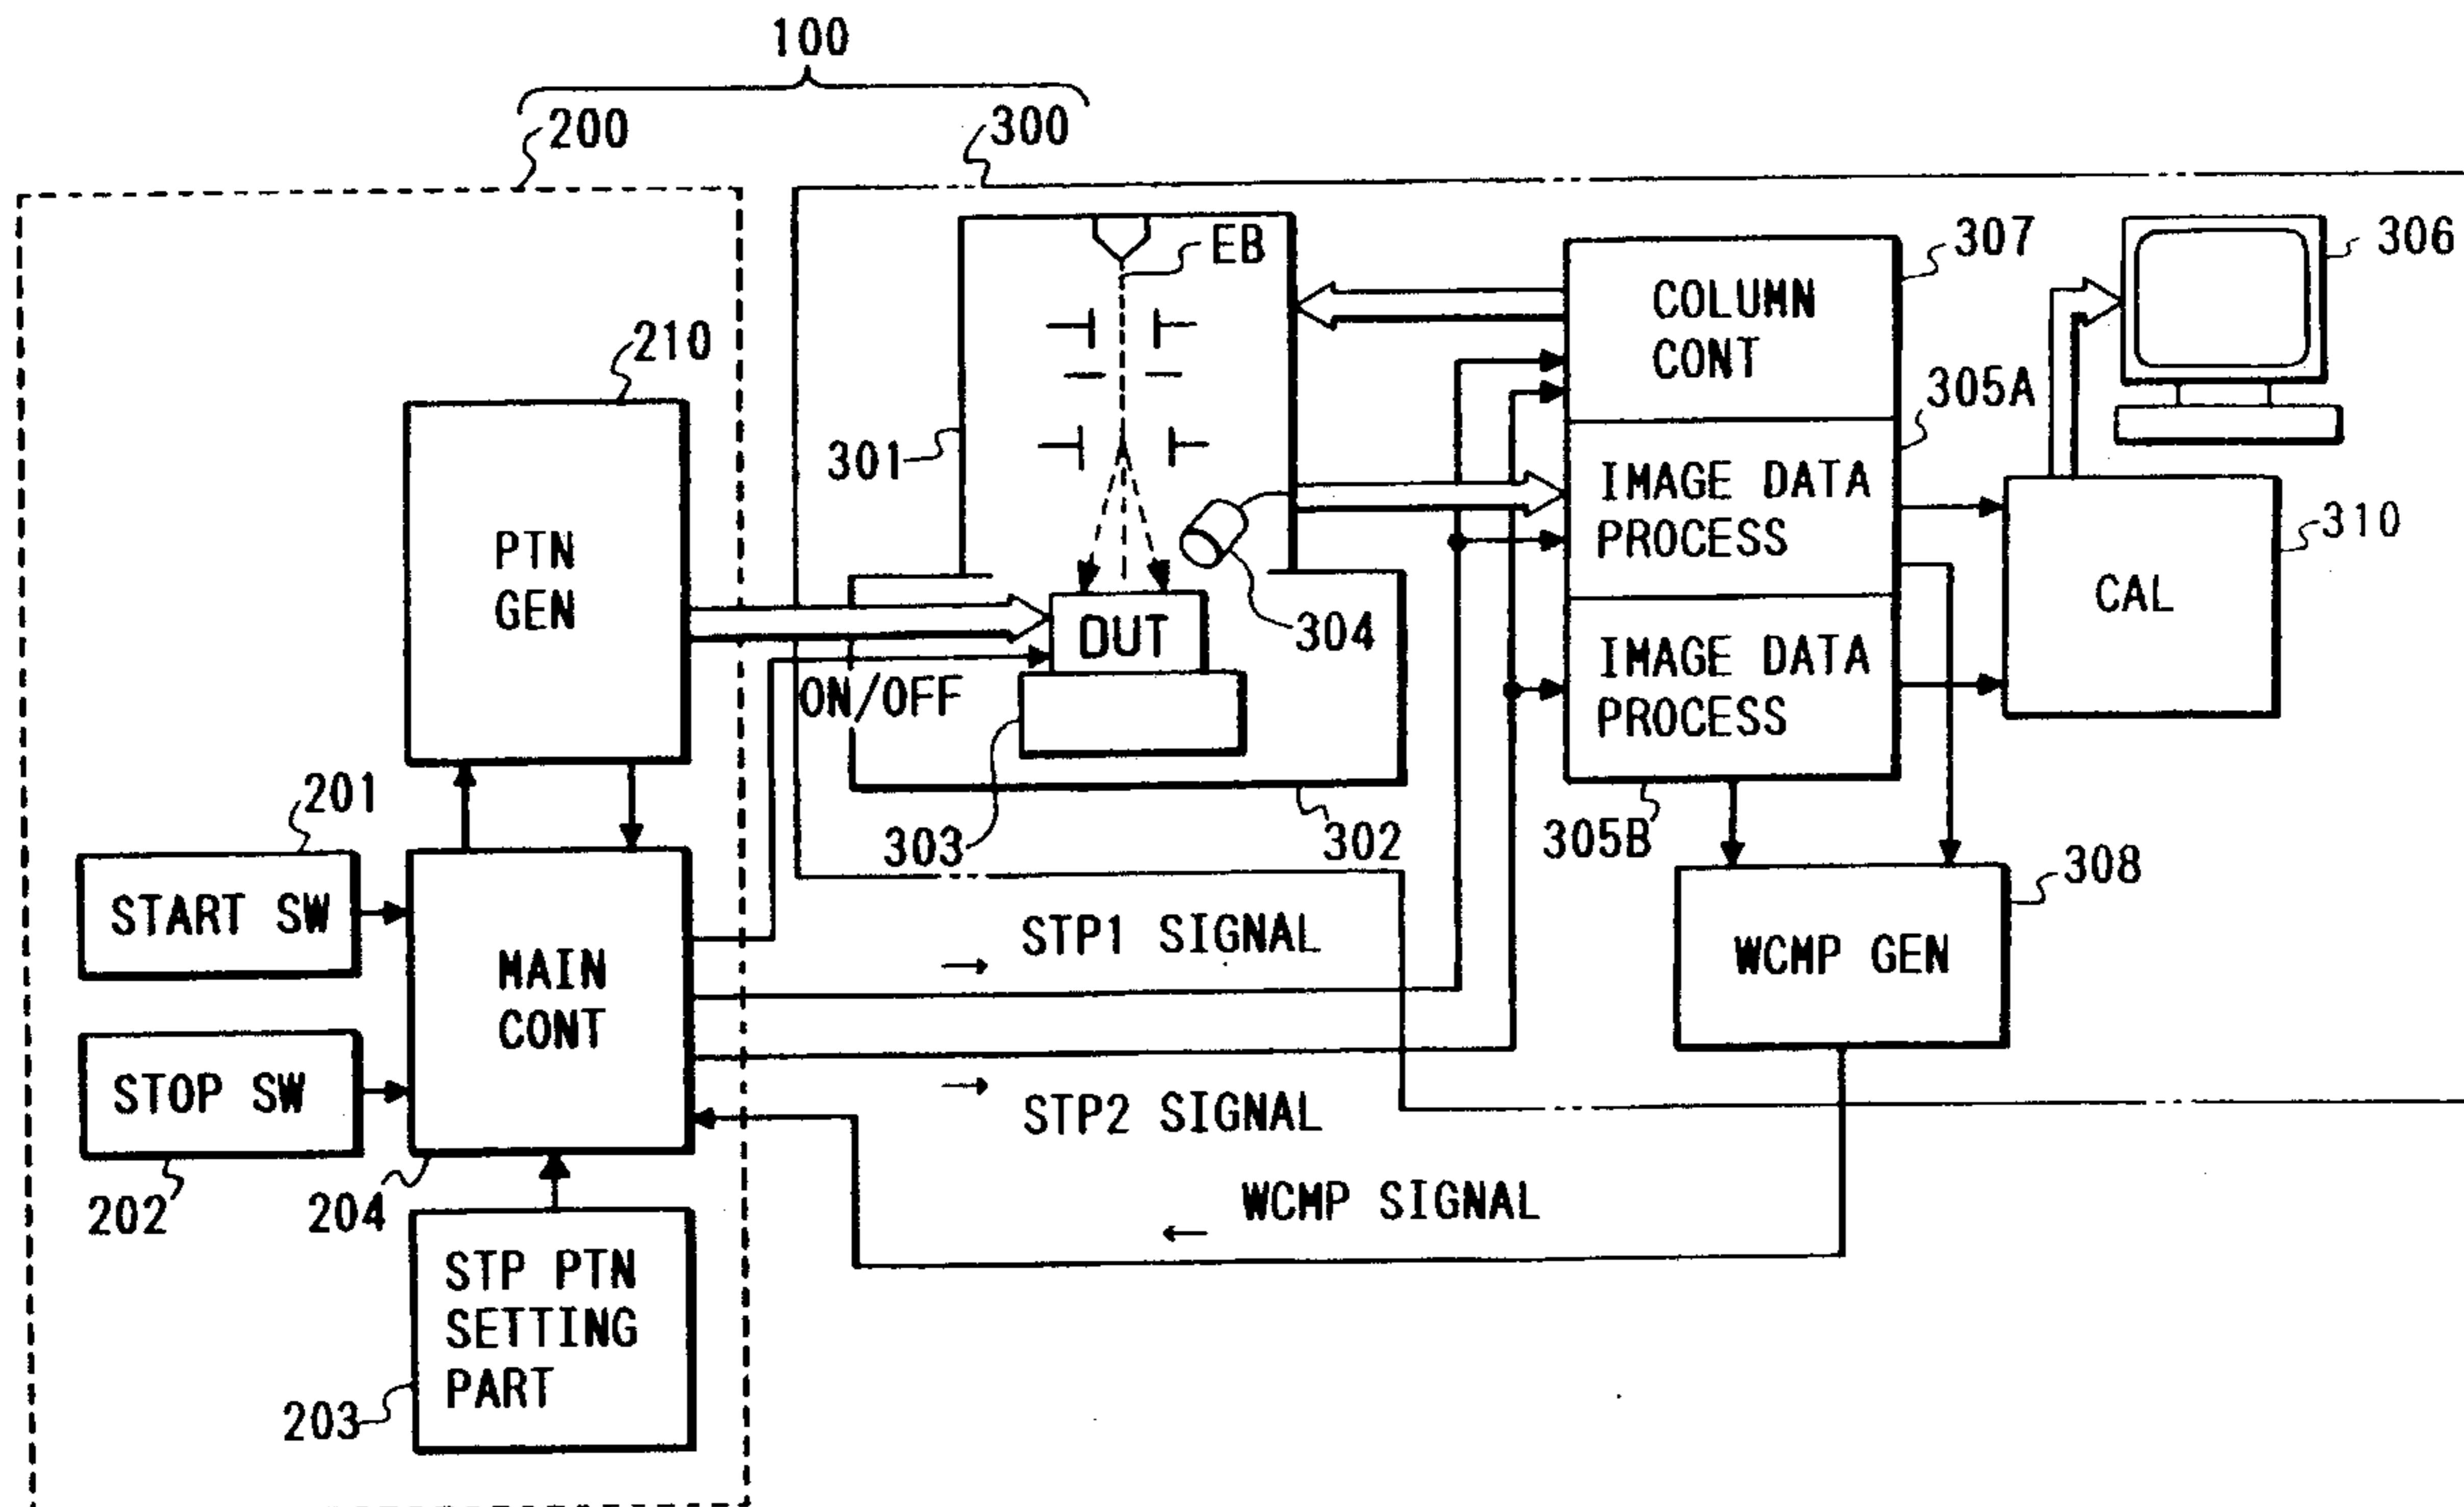 100
200
300
307
306
EB
COLUMN
CONT
210
305A
301
IMAGE DATA
PROCESS
310
PTN
GEN
CAL
DUT
304
IMAGE DATA
PROCESS
ON/OFF
201
303
302
305B
308
START SW
STP1 SIGNAL
WCMP GEN
MAIN
CONT
STOP SW
STP2 SIGNAL
202
204
WCMP SIGNAL
STP PTN
SETTING
PART
203